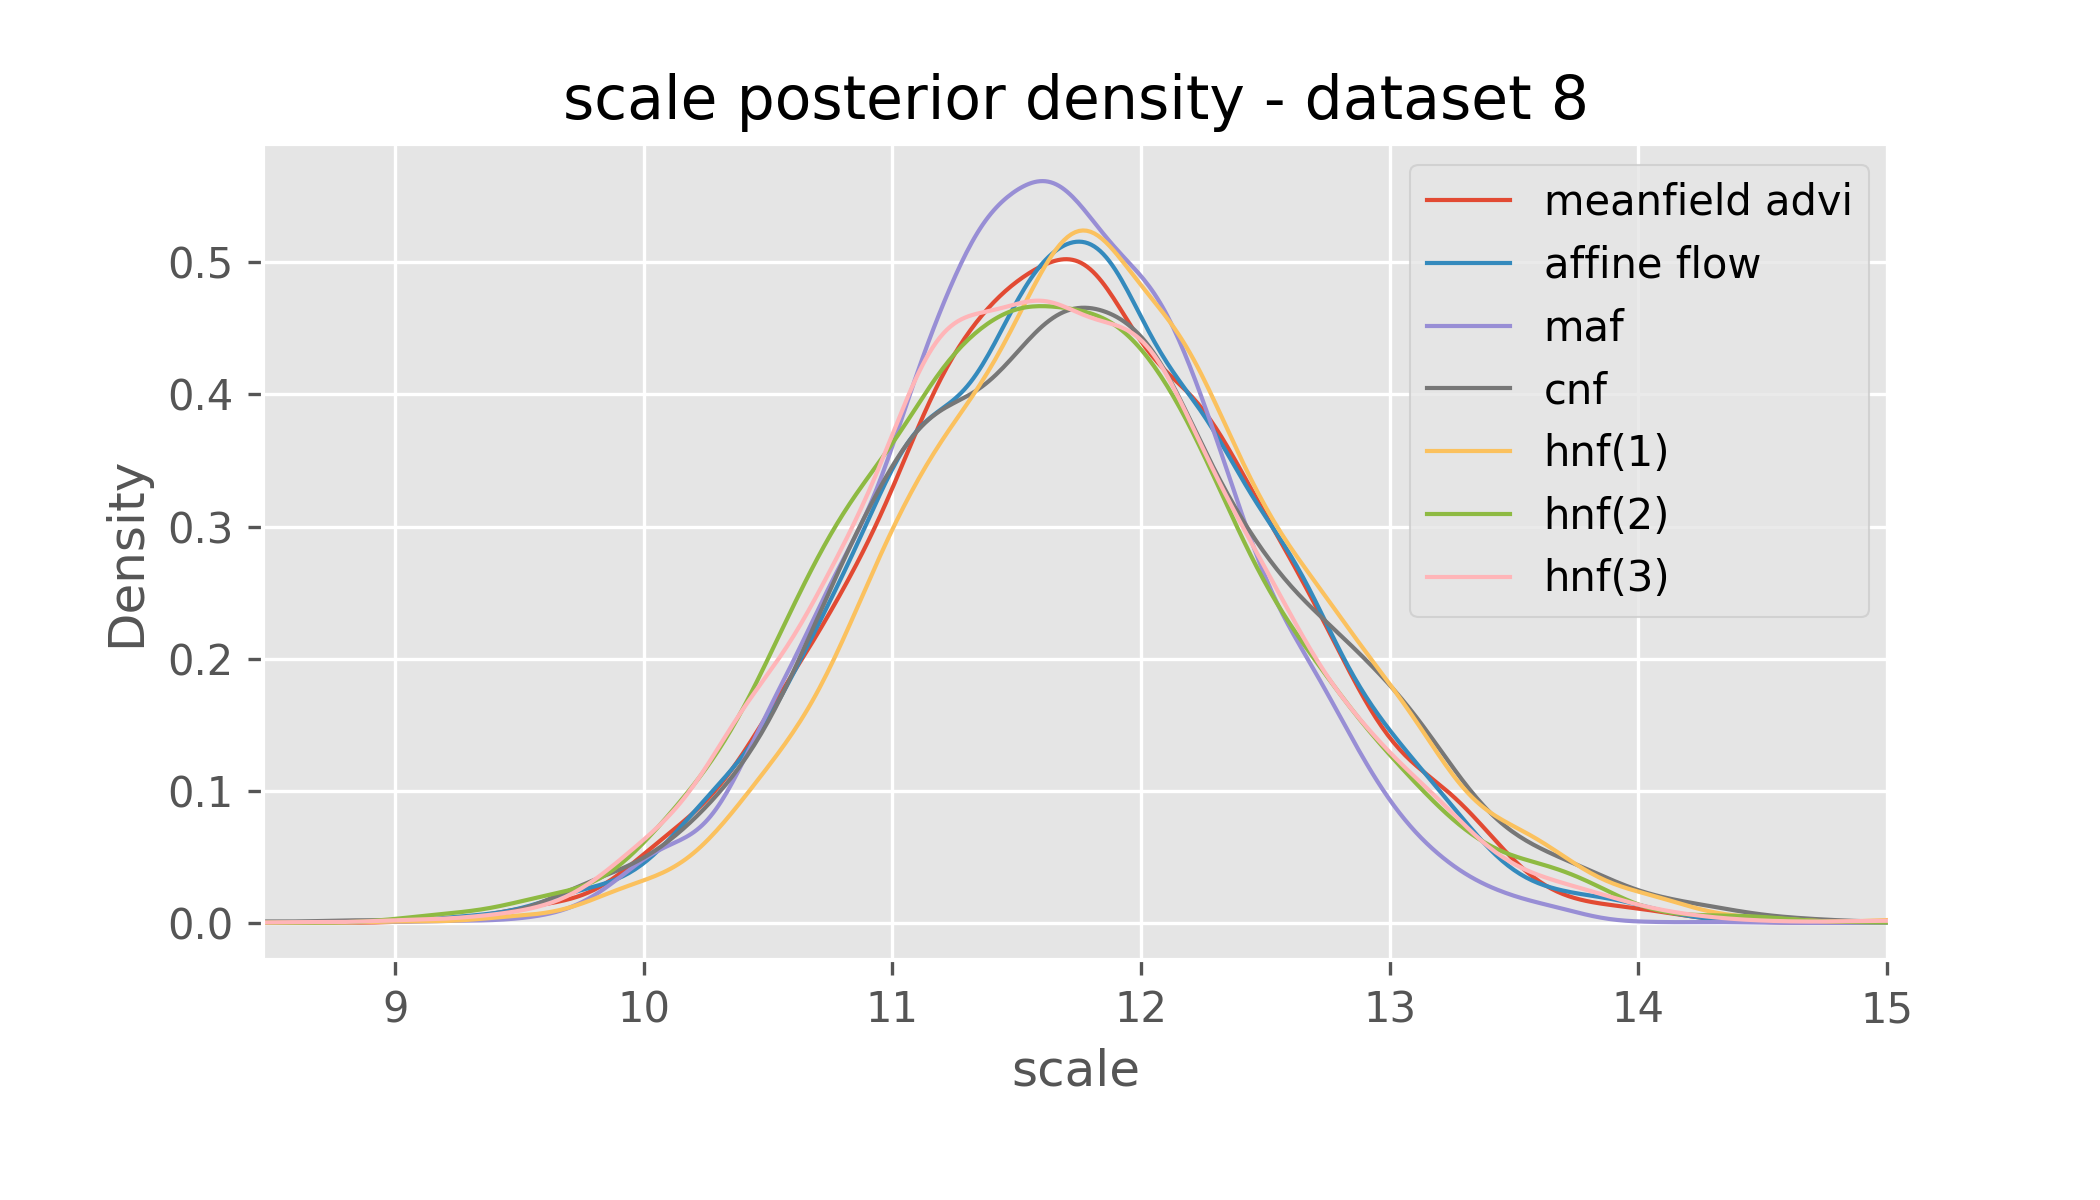 scale posterior density - dataset 8
meanfield advi
affine flow
maf
cnf
hnf(1)
hnf(2)
hnf(3)
Density
0.5
0.4
0.3
0.2
0.1
0.0
9 10 11 12 13 14 15
scale